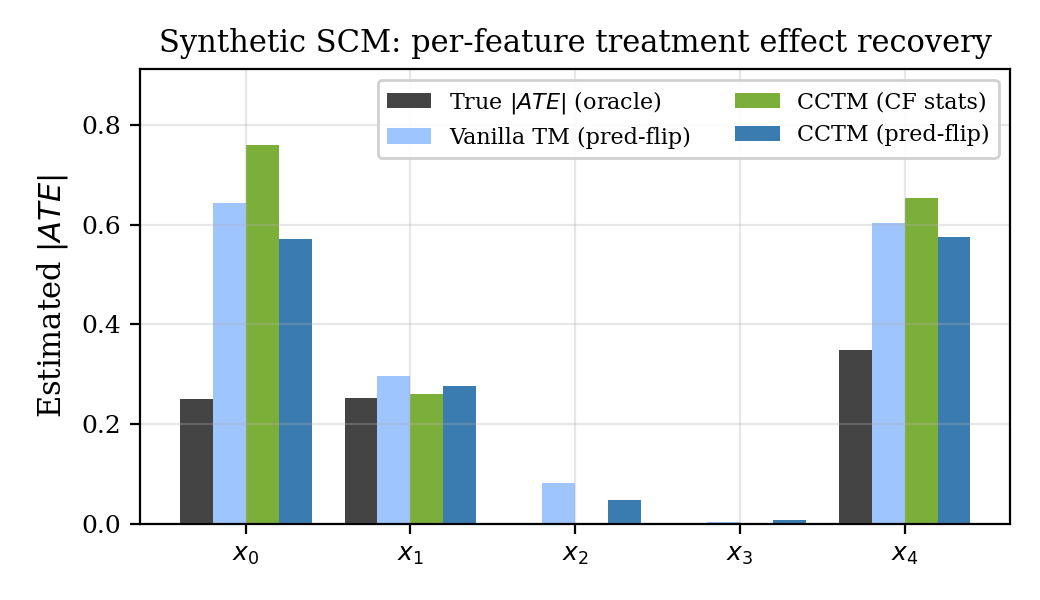 Synthetic SCM: per-feature treatment effect recovery
Estimated |ATE|
0.8
0.6
0.4
0.2
0.0
True |ATE| (oracle)
Vanilla TM (pred-flip)
CCTM (CF stats)
CCTM (pred-flip)
x₀ x₁ x₂ x₃ x₄